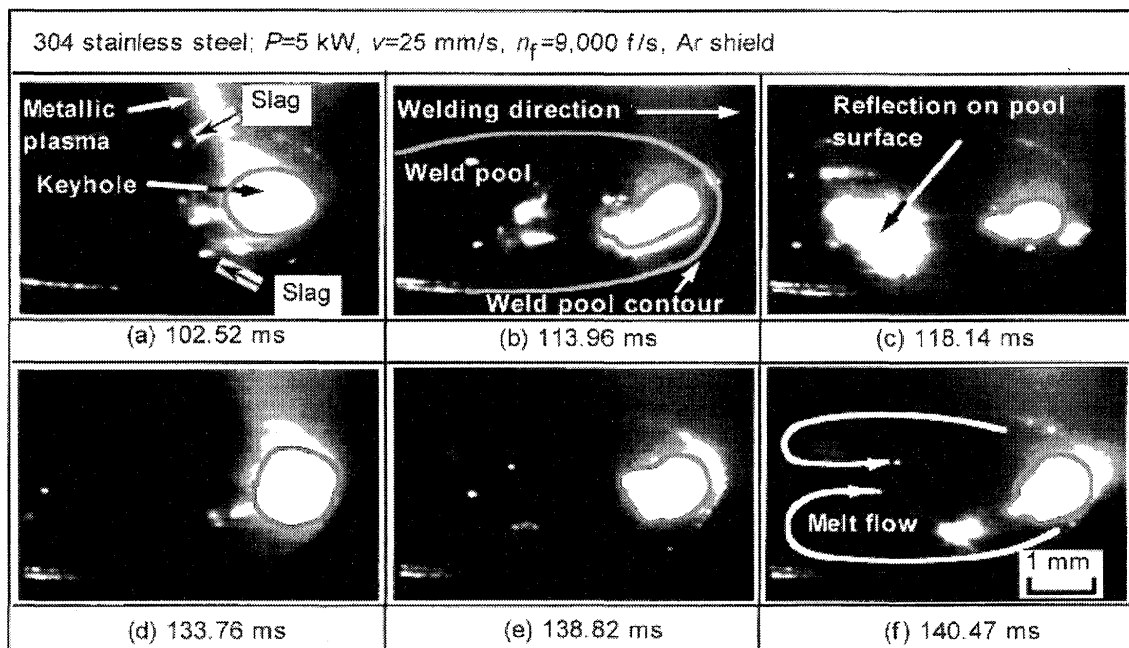 304 stainless steel; P=5 kW, v=25 mm/s, nf=9,000 f/s, Ar shield
Metallic
plasma
Slag
Keyhole
Slag
(a) 102.52 ms
Welding direction
Weld pool
Weld pool contour
(b) 113.96 ms
Reflection on pool
surface
(c) 118.14 ms
(d) 133.76 ms
(e) 138.82 ms
Melt flow
1 mm
(f) 140.47 ms